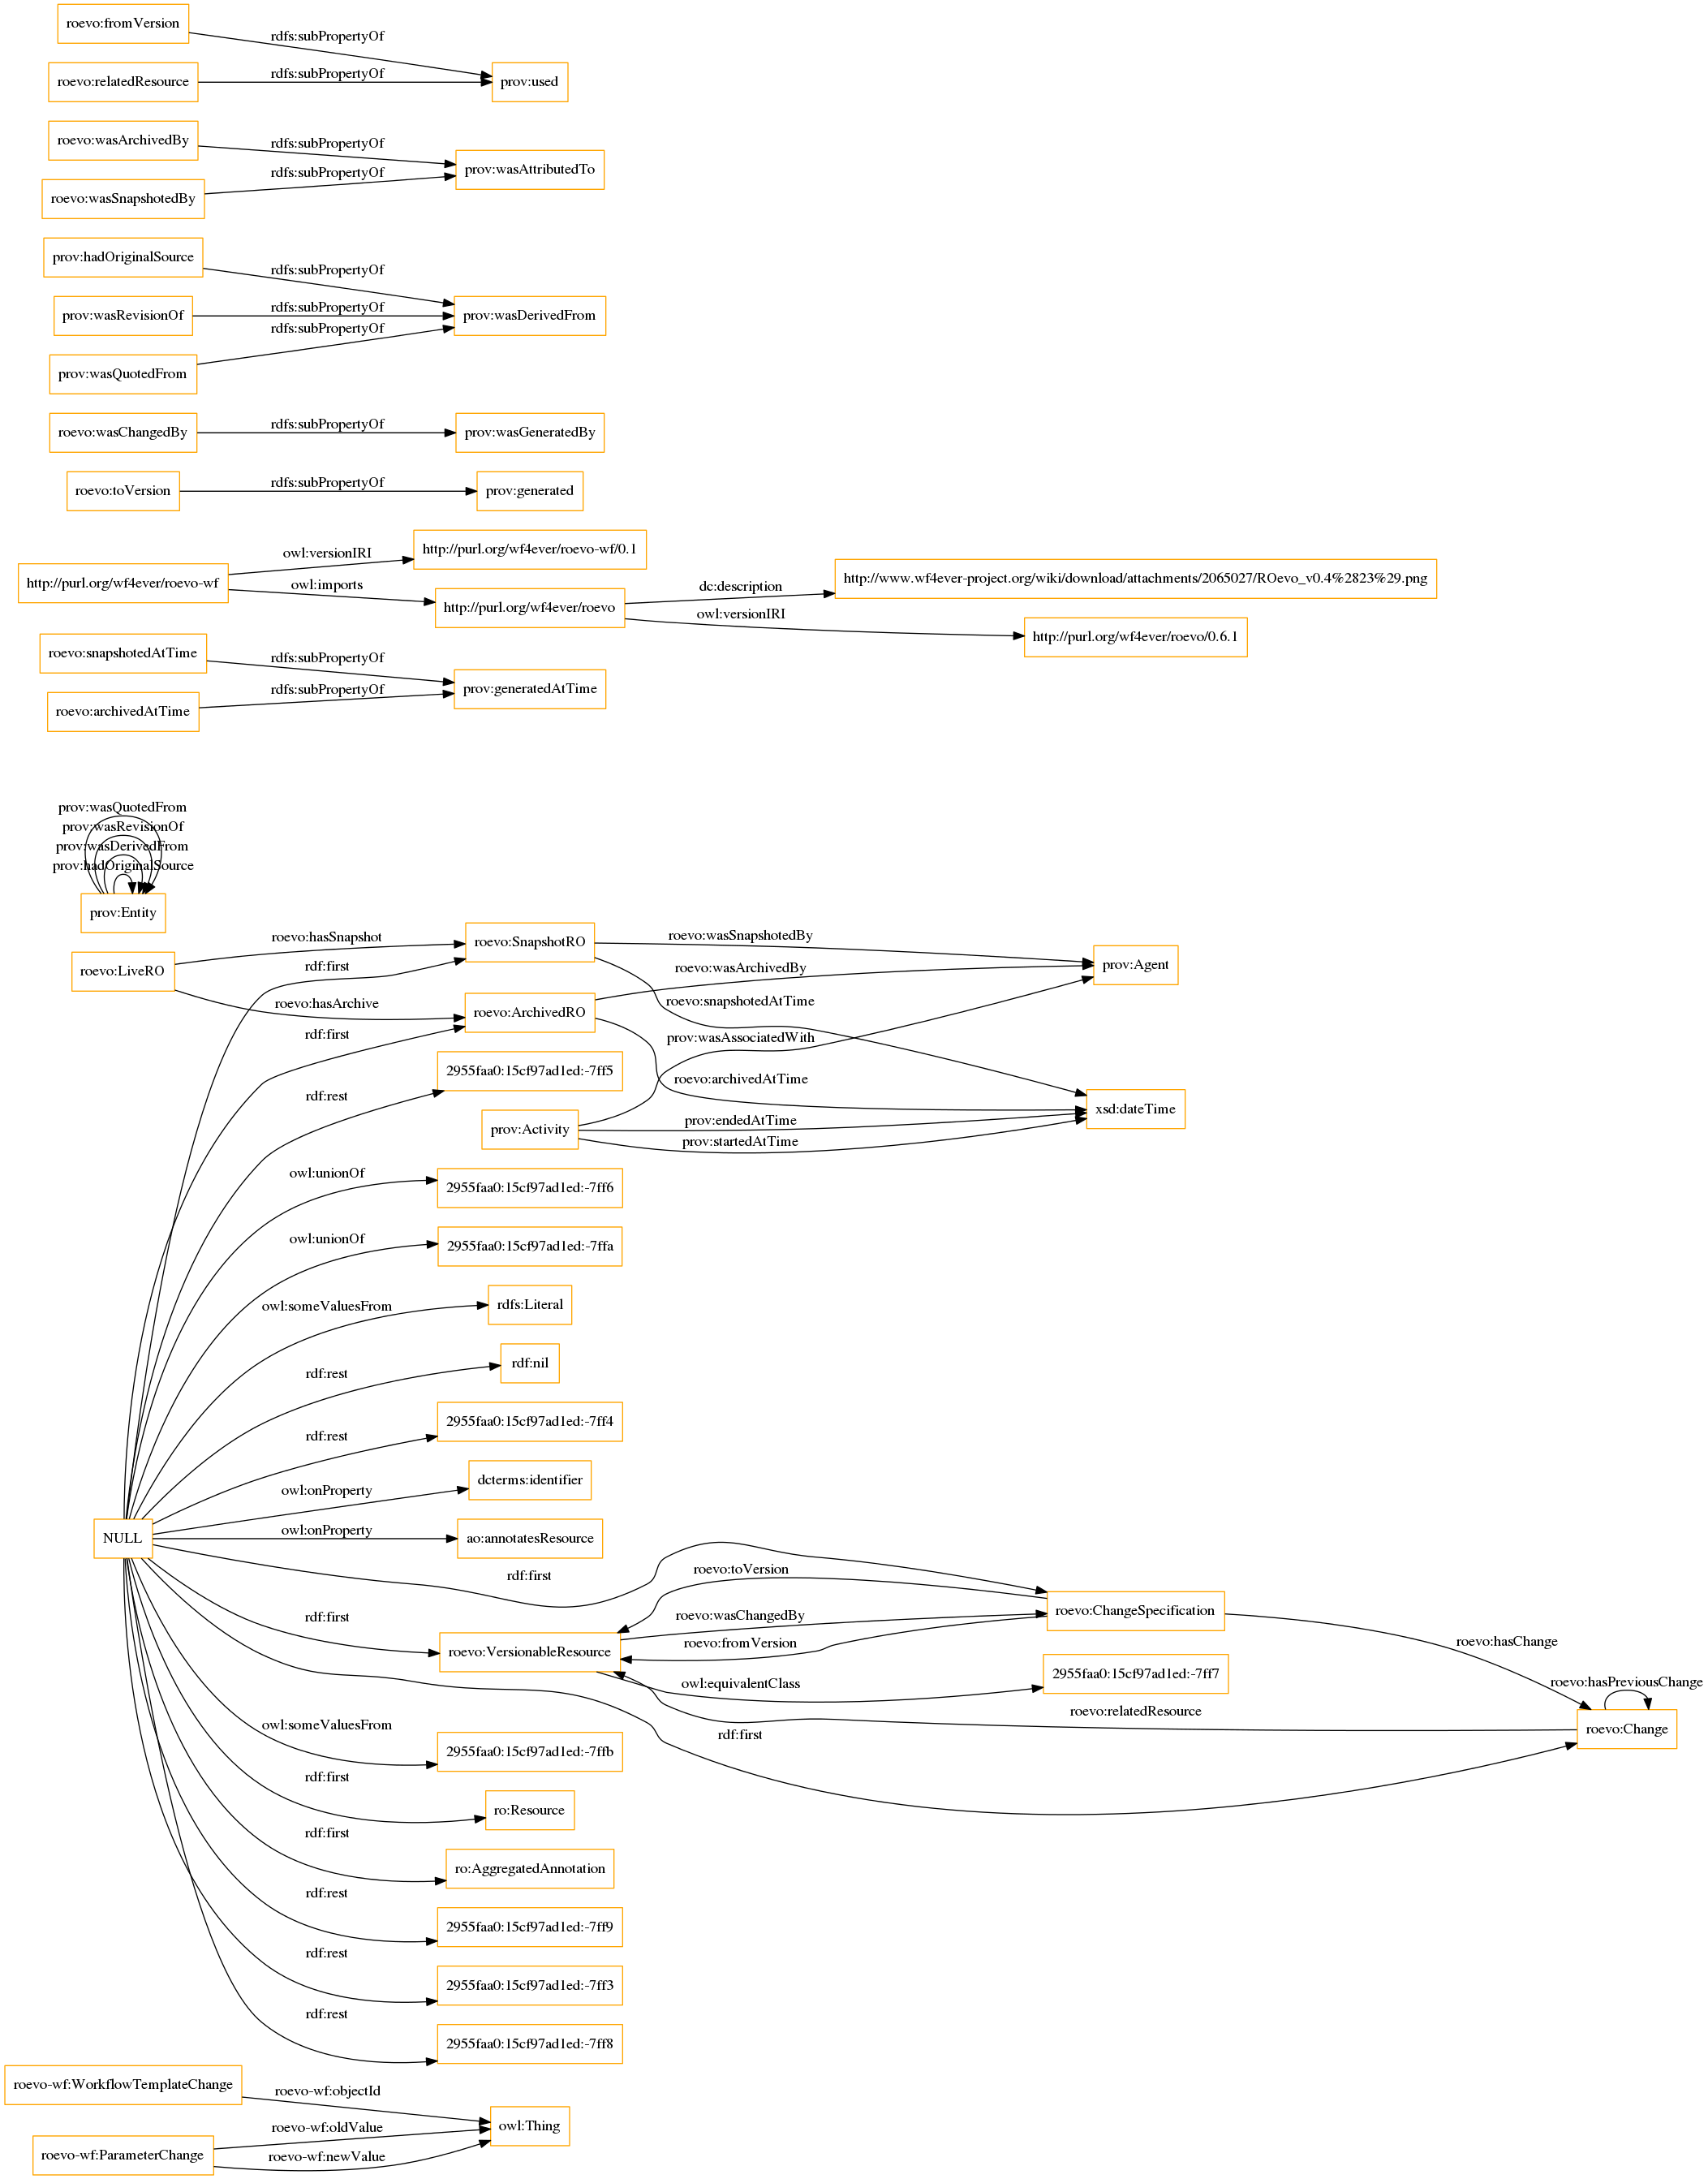 roevo:fromVersion
rdfs:subPropertyOf
roevo:relatedResource
rdfs:subPropertyOf
prov:used
roevo:wasArchivedBy
rdfs:subPropertyOf
prov:wasAttributedTo
rdfs:subPropertyOf
roevo:wasSnapshotedBy
prov:hadOriginalSource
rdfs:subPropertyOf
prov:wasRevisionOf
rdfs:subPropertyOf
prov:wasDerivedFrom
rdfs:subPropertyOf
prov:wasQuotedFrom
roevo:wasChangedBy
rdfs:subPropertyOf
prov:wasGeneratedBy
roevo:toVersion
rdfs:subPropertyOf
prov:generated
owl:versionIRI
http://purl.org/wf4ever/roevo-wf/0.1
http://purl.org/wf4ever/roevo-wf
owl:imports
http://purl.org/wf4ever/roevo
dc:description
http://www.wf4ever-project.org/wiki/download/attachments/2065027/ROevo_v0.4%2823%29.png
owl:versionIRI
http://purl.org/wf4ever/roevo/0.6.1
roevo:snapshotedAtTime
rdfs:subPropertyOf
prov:generatedAtTime
rdfs:subPropertyOf
roevo:archivedAtTime
prov:wasQuotedFrom
prov:wasRevisionOf
prov:wasDerivedFrom
prov:hadOriginalSource
prov:Entity
roevo:LiveRO
roevo:hasSnapshot
rdf:first
roevo:SnapshotRO
roevo:wasSnapshotedBy
prov:Agent
roevo:wasArchivedBy
roevo:hasArchive
roevo:ArchivedRO
roevo:snapshotedAtTime
rdf:first
prov:wasAssociatedWith
2955faa0:15cf97ad1ed:-7ff5
roevo:archivedAtTime
rdf:rest
xsd:dateTime
prov:Activity
prov:endedAtTime
prov:startedAtTime
owl:unionOf
2955faa0:15cf97ad1ed:-7ff6
owl:unionOf
2955faa0:15cf97ad1ed:-7ffa
owl:someValuesFrom
rdfs:Literal
rdf:rest
rdf:nil
rdf:rest
2955faa0:15cf97ad1ed:-7ff4
owl:onProperty
dcterms:identifier
NULL
owl:onProperty
ao:annotatesResource
rdf:first
roevo:toVersion
roevo:ChangeSpecification
rdf:first
roevo:wasChangedBy
roevo:fromVersion
roevo:VersionableResource
roevo:hasChange
owl:equivalentClass
2955faa0:15cf97ad1ed:-7ff7
roevo:hasPreviousChange
roevo:relatedResource
roevo:Change
rdf:first
owl:someValuesFrom
2955faa0:15cf97ad1ed:-7ffb
rdf:first
ro:Resource
rdf:first
ro:AggregatedAnnotation
rdf:rest
2955faa0:15cf97ad1ed:-7ff9
rdf:rest
2955faa0:15cf97ad1ed:-7ff3
rdf:rest
2955faa0:15cf97ad1ed:-7ff8
roevo-wf:WorkflowTemplateChange
roevo-wf:objectId
roevo-wf:oldValue
owl:Thing
roevo-wf:ParameterChange
roevo-wf:newValue